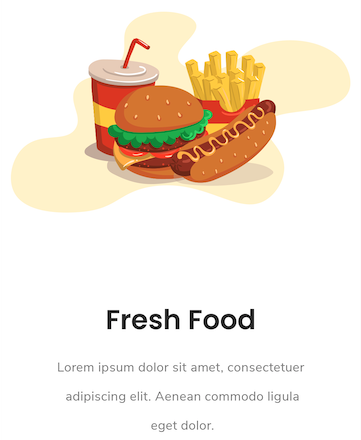 Fresh Food
Lorem ipsum dolor sit amet, consectetuer
adipiscing elit. Aenean commodo ligula
eget dolor.